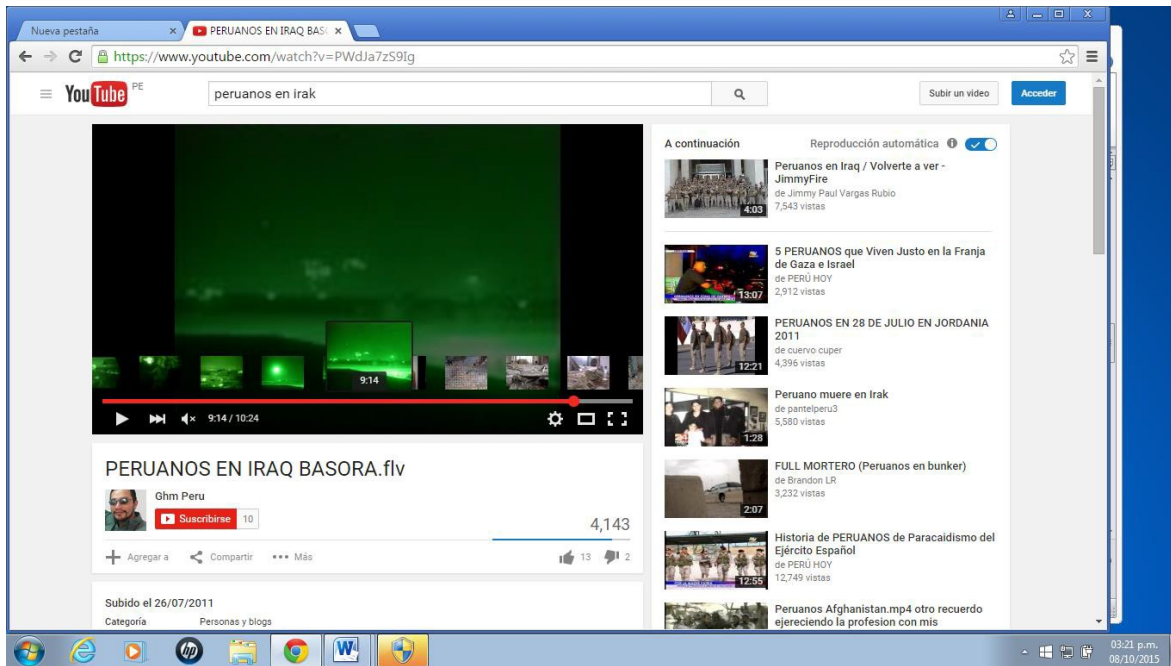 Nueva pestaña
PERUANOS EN IRAQ BAS
https://www.youtube.com/watch?v=PWdJa7zS9Ig
YouTube PE
peruanos en irak
Subir un video
Acceder
9:14
9:14 / 10:24
PERUANOS EN IRAQ BASORA.flv
Ghm Peru
Suscribirse 10
4,143
Agregar a Compartir Más
13 2
Subido el 26/07/2011
Categoría Personas y blogs
A continuación Reproducción automática
Peruanos en Iraq / Volverte a ver -
JimmyFire
de Jimmy Paul Vargas Rubio
7,543 vistas
4:03
5 PERUANOS que Viven Justo en la Franja
de Gaza e Israel
de PERÚ HOY
2,912 vistas
13:07
PERUANOS EN 28 DE JULIO EN JORDANIA
2011
de cuervo cuper
4,396 vistas
12:21
Peruano muere en Irak
de pantelperu3
5,580 vistas
1:28
FULL MORTERO (Peruanos en bunker)
de Brandon LR
3,232 vistas
2:07
Historia de PERUANOS de Paracaidismo del
Ejército Español
de PERÚ HOY
12,749 vistas
12:55
Peruanos Afghanistan.mp4 otro recuerdo
ejereciendo la profesion con mis
hp
W
03:21 p.m.
08/10/2015